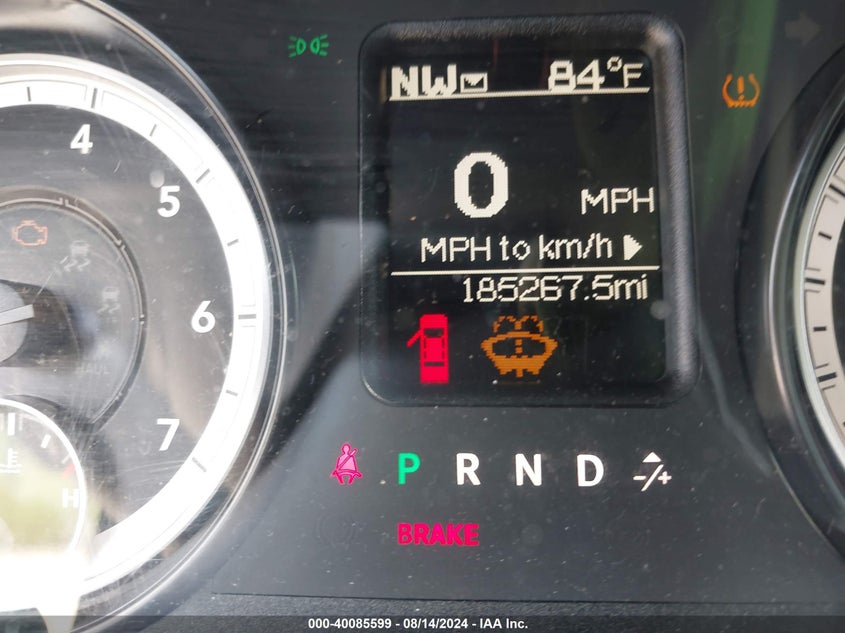 NW 84°F
4
5
0 MPH
MPH to km/h
6
185267.5mi
HAUL
7
P R N D -/+
H
BRAKE
000-40085599 - 08/14/2024 - IAA Inc.